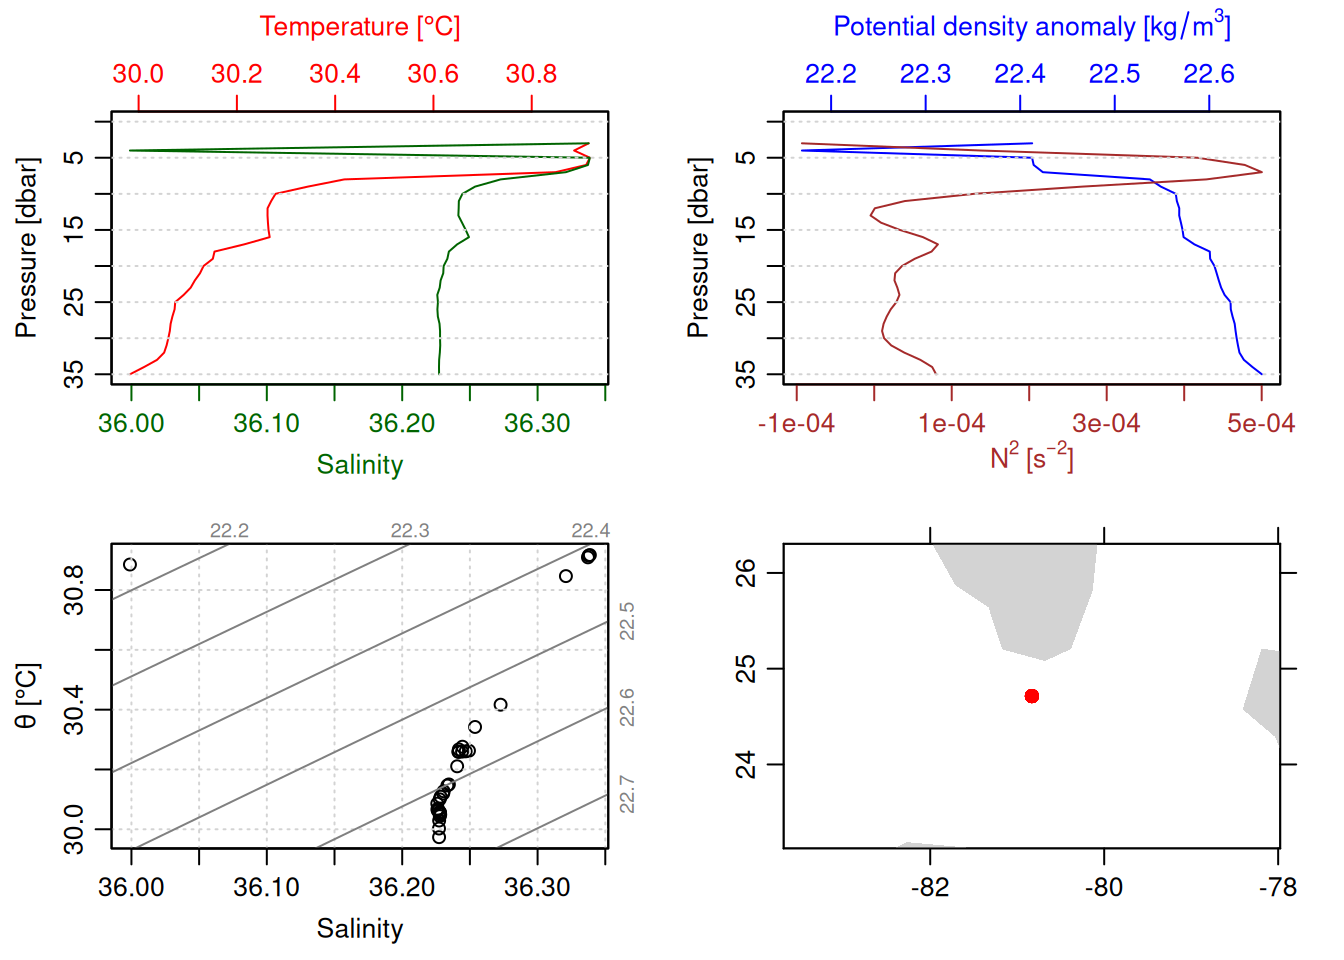 Temperature [°C]
30.0 30.2 30.4 30.6 30.8
Pressure [dbar]
5 15 25 35
36.00 36.10 36.20 36.30
Salinity
Potential density anomaly [kg/m³]
22.2 22.3 22.4 22.5 22.6
Pressure [dbar]
5 15 25 35
-1e-04 1e-04 3e-04 5e-04
N² [s⁻²]
22.2 22.3 22.4
22.5
22.6
22.7
θ [°C]
30.8
30.4
30.0
36.00 36.10 36.20 36.30
Salinity
26
25
24
-82 -80 -78